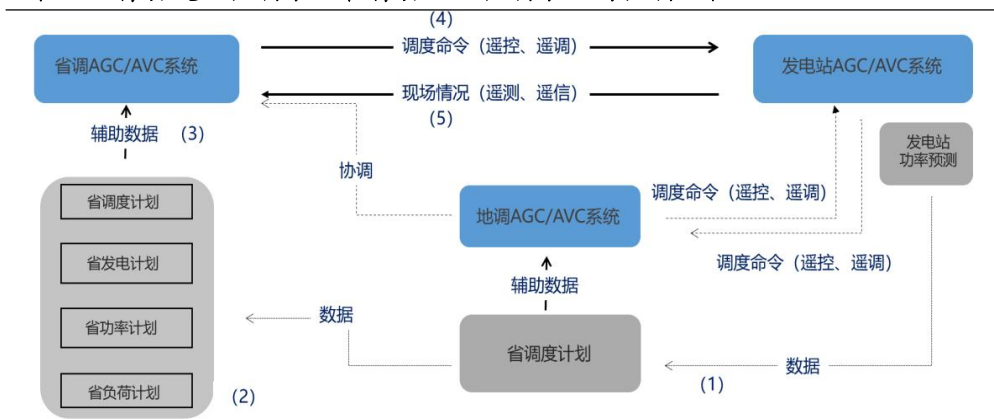 (4)
省调AGC/AVC系统
调度命令（遥控、遥调）
发电站AGC/AVC系统
现场情况（遥测、遥信）
(5)
辅助数据
(3)
发电站
功率预测
协调
省调度计划
地调AGC/AVC系统
调度命令（遥控、遥调）
省发电计划
调度命令（遥控、遥调）
辅助数据
数据
省功率计划
省调度计划
数据
(1)
省负荷计划
(2)